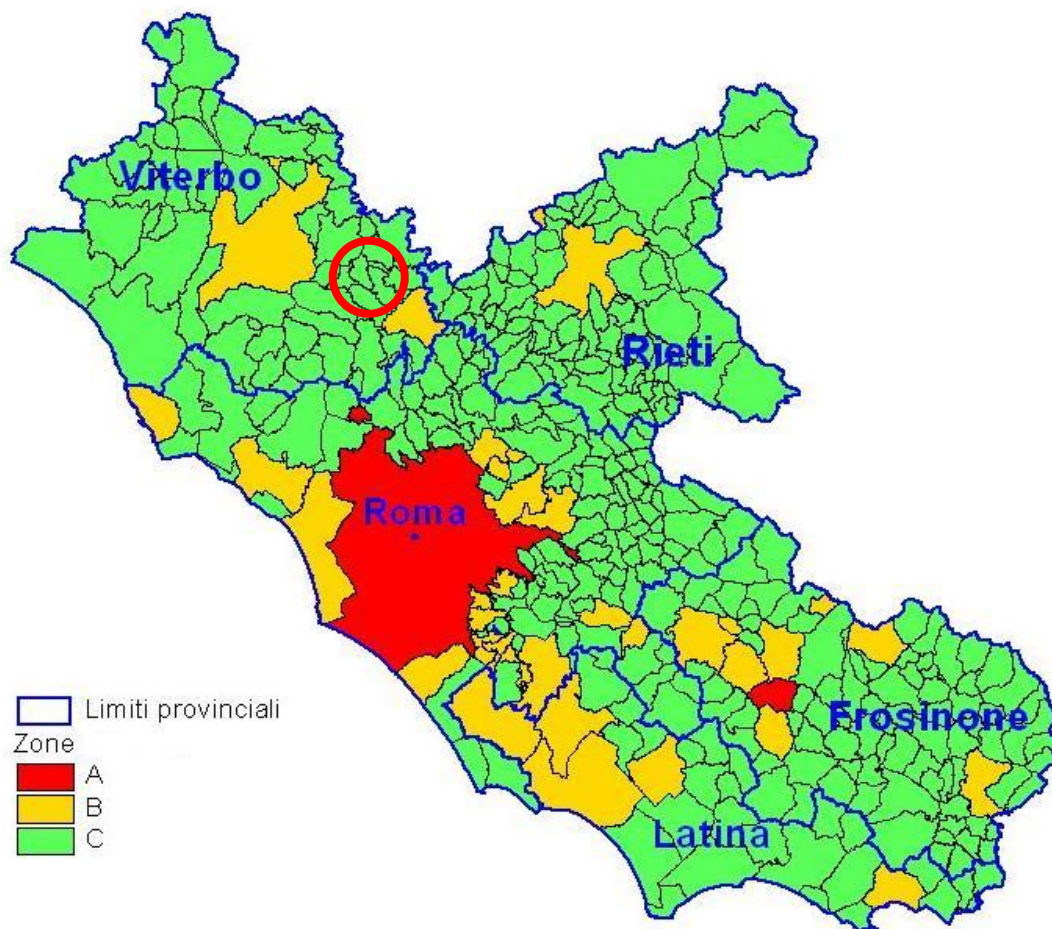 Viterbo
Rieti
Roma
Limiti provinciali
Zone
A
B
C
Frosinone
Latina